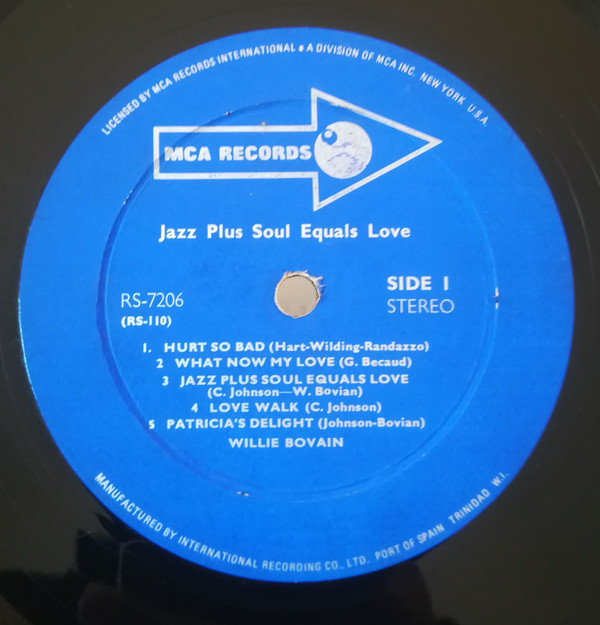 LICENSED BY MCA RECORDS INTERNATIONAL • A DIVISION OF MCA INC. NEW YORK U.S.A.
MCA RECORDS
Jazz Plus Soul Equals Love
RS-7206
(RS-110)
SIDE 1
STEREO
1. HURT SO BAD (Hart-Wilding-Randazzo)
2 WHAT NOW MY LOVE (G. Becaud)
3 JAZZ PLUS SOUL EQUALS LOVE
(C. Johnson—W. Bovian)
4 LOVE WALK (C. Johnson)
5 PATRICIA'S DELIGHT (Johnson-Bovian)
WILLIE BOVAIN
MANUFACTURED BY INTERNATIONAL RECORDING CO., LTD. PORT OF SPAIN TRINIDAD W.I.